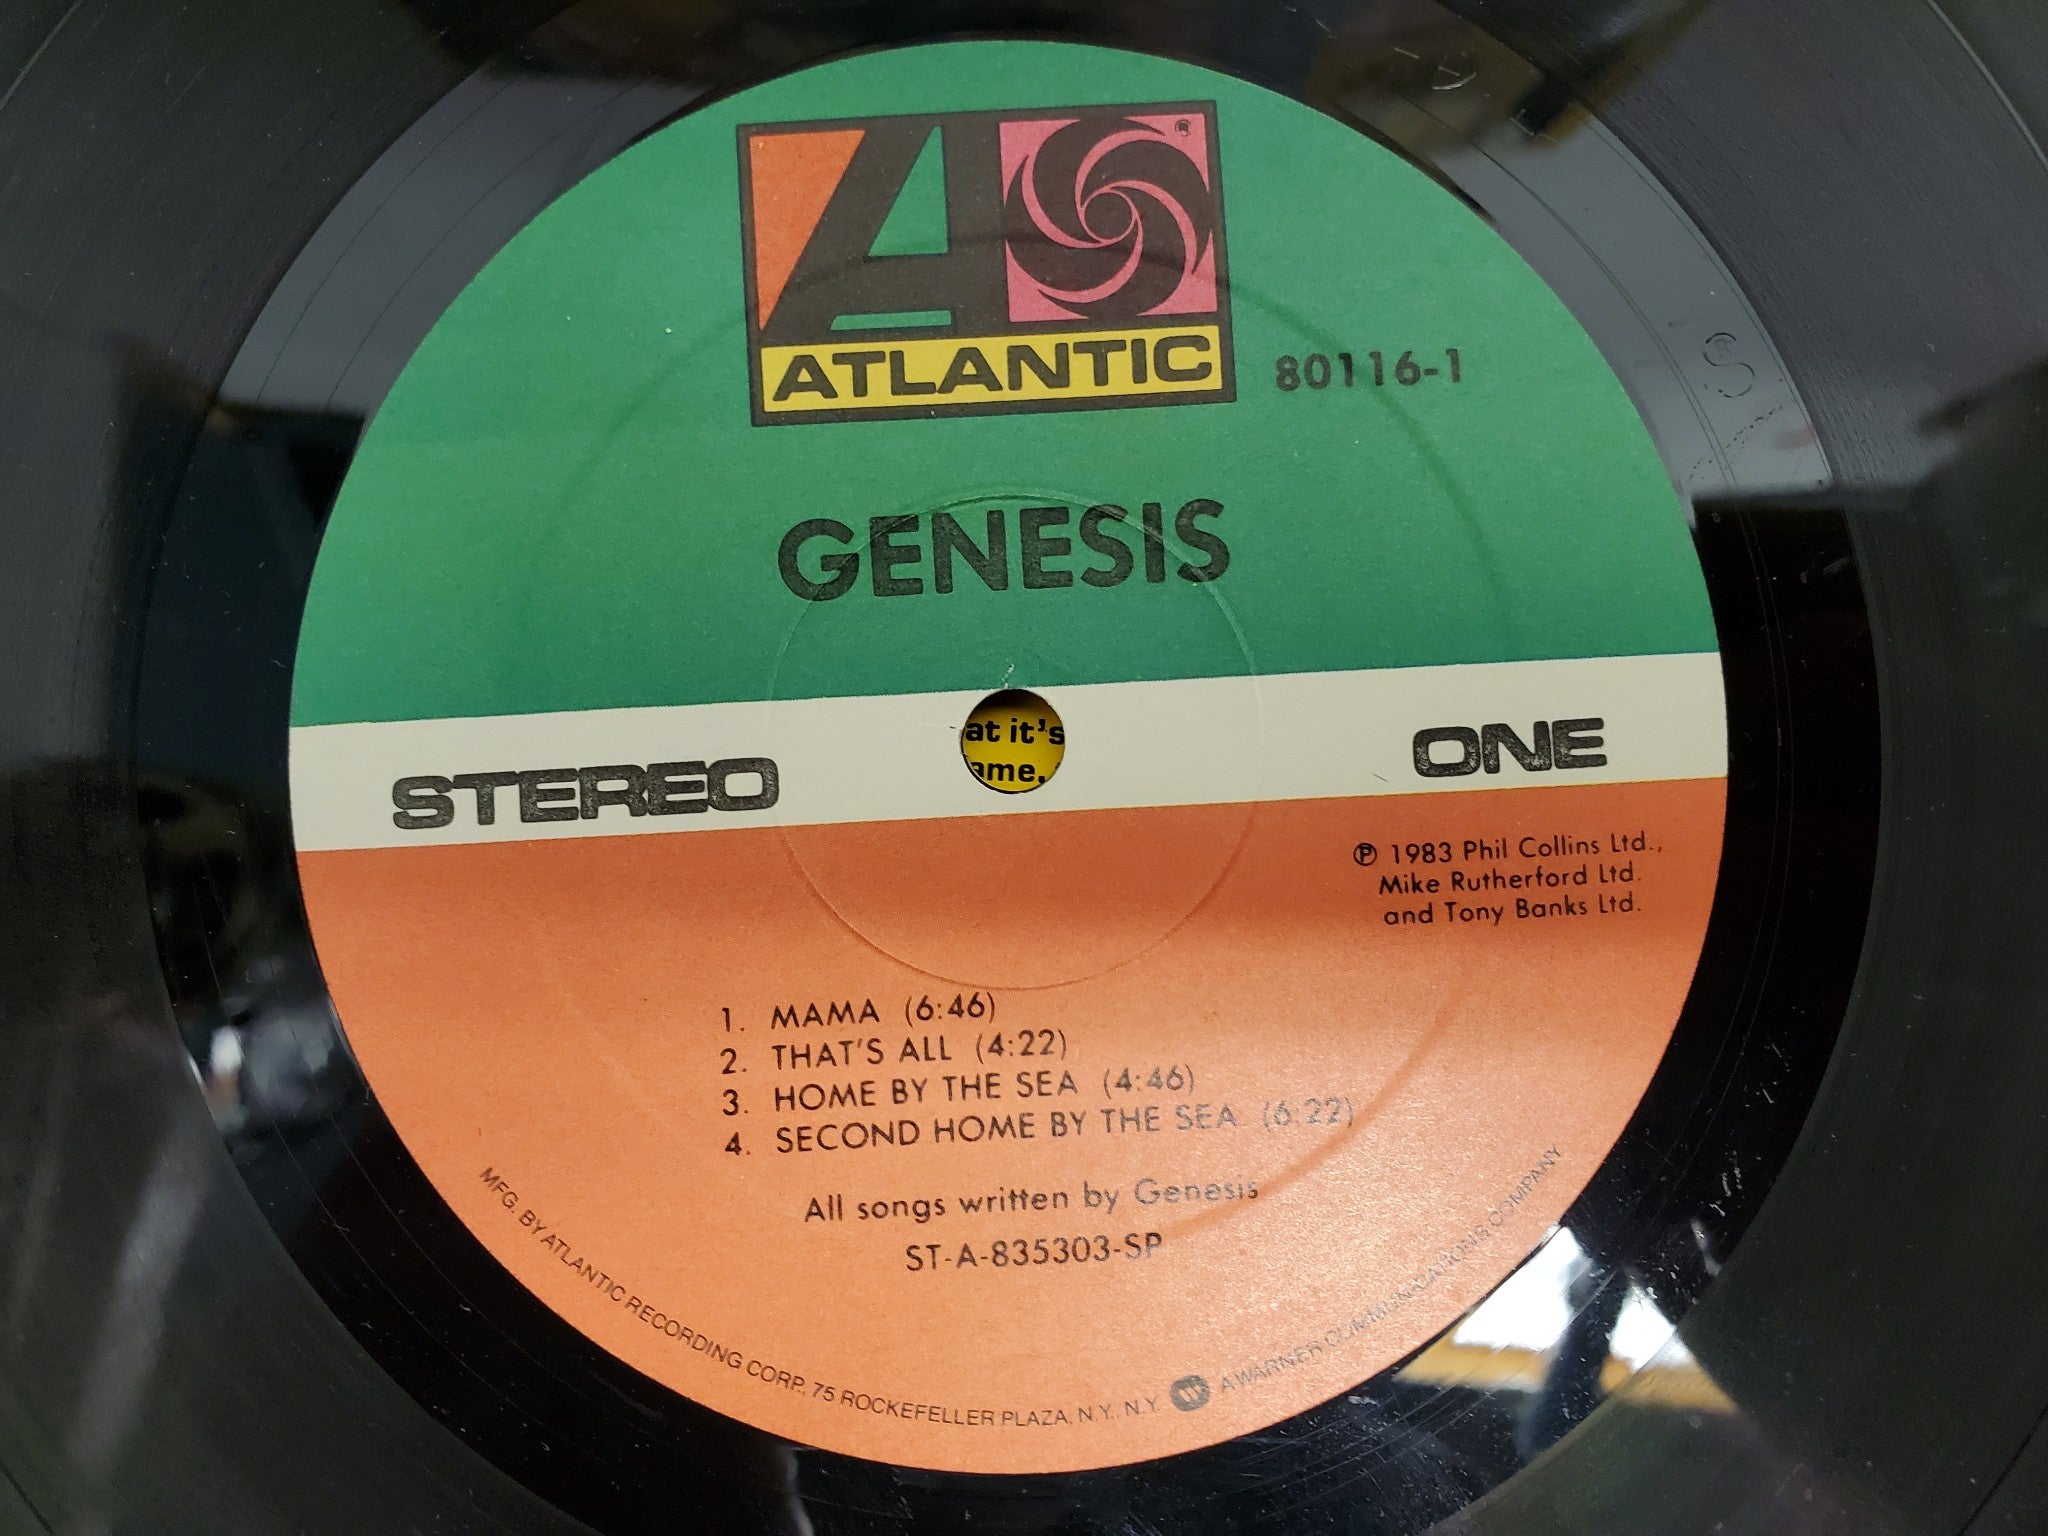 ATLANTIC
®
80116-1
GENESIS
STEREO
at it's
ame,
ONE
℗ 1983 Phil Collins Ltd.,
Mike Rutherford Ltd.
and Tony Banks Ltd.
1. MAMA (6:46)
2. THAT'S ALL (4:22)
3. HOME BY THE SEA (4:46)
4. SECOND HOME BY THE SEA (6:22)
All songs written by Genesis
ST-A-835303-SP
MFG. BY ATLANTIC RECORDING CORP., 75 ROCKEFELLER PLAZA, N.Y., N.Y. A WARNER COMMUNICATIONS COMPANY